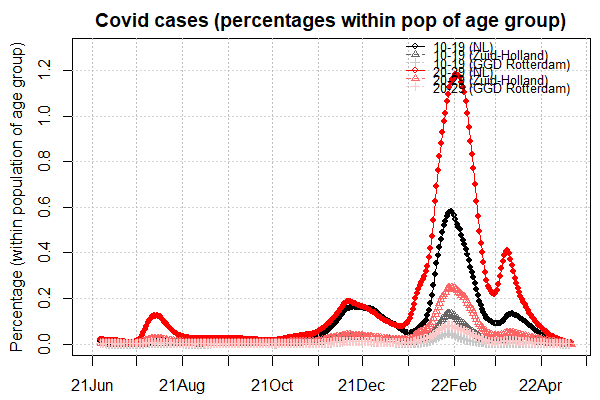 Covid cases (percentages within pop of age group)
Percentage (within population of age group)
1.2
1.0
0.8
0.6
0.4
0.2
0.0
10-19 (NL)
10-19 (Zuid-Holland)
10-19 (GGD Rotterdam)
20-29 (NL)
20-29 (Zuid-Holland)
20-29 (GGD Rotterdam)
21Jun 21Aug 21Oct 21Dec 22Feb 22Apr